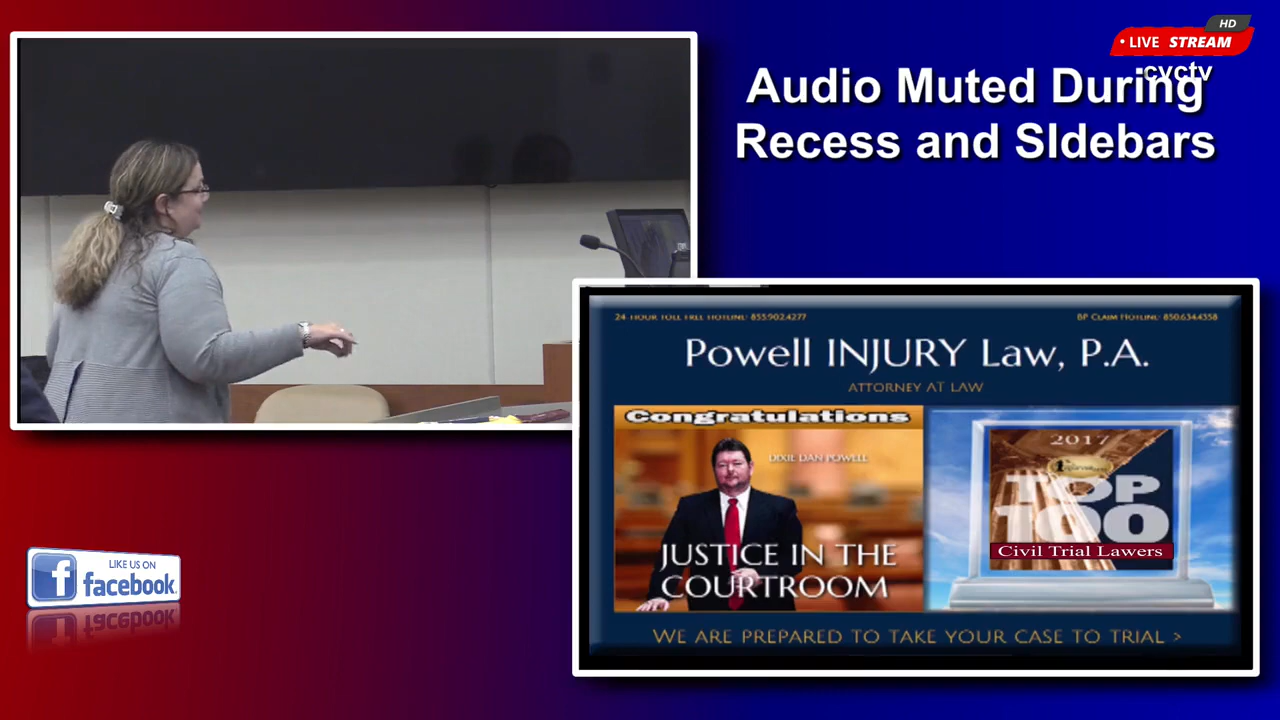 HD
• LIVE STREAM
cvctv
Audio Muted During
Recess and SIdebars
24 HOUR TOLL FREE HOTLINE: 855.902.4277
BP CLAIM HOTLINE: 850.634.4358
Powell INJURY Law, P.A.
ATTORNEY AT LAW
Congratulations
DIXIE DAN POWELL
JUSTICE IN THE
COURTROOM
2017
TOP
100
Civil Trial Lawers
WE ARE PREPARED TO TAKE YOUR CASE TO TRIAL >
LIKE US ON
facebook